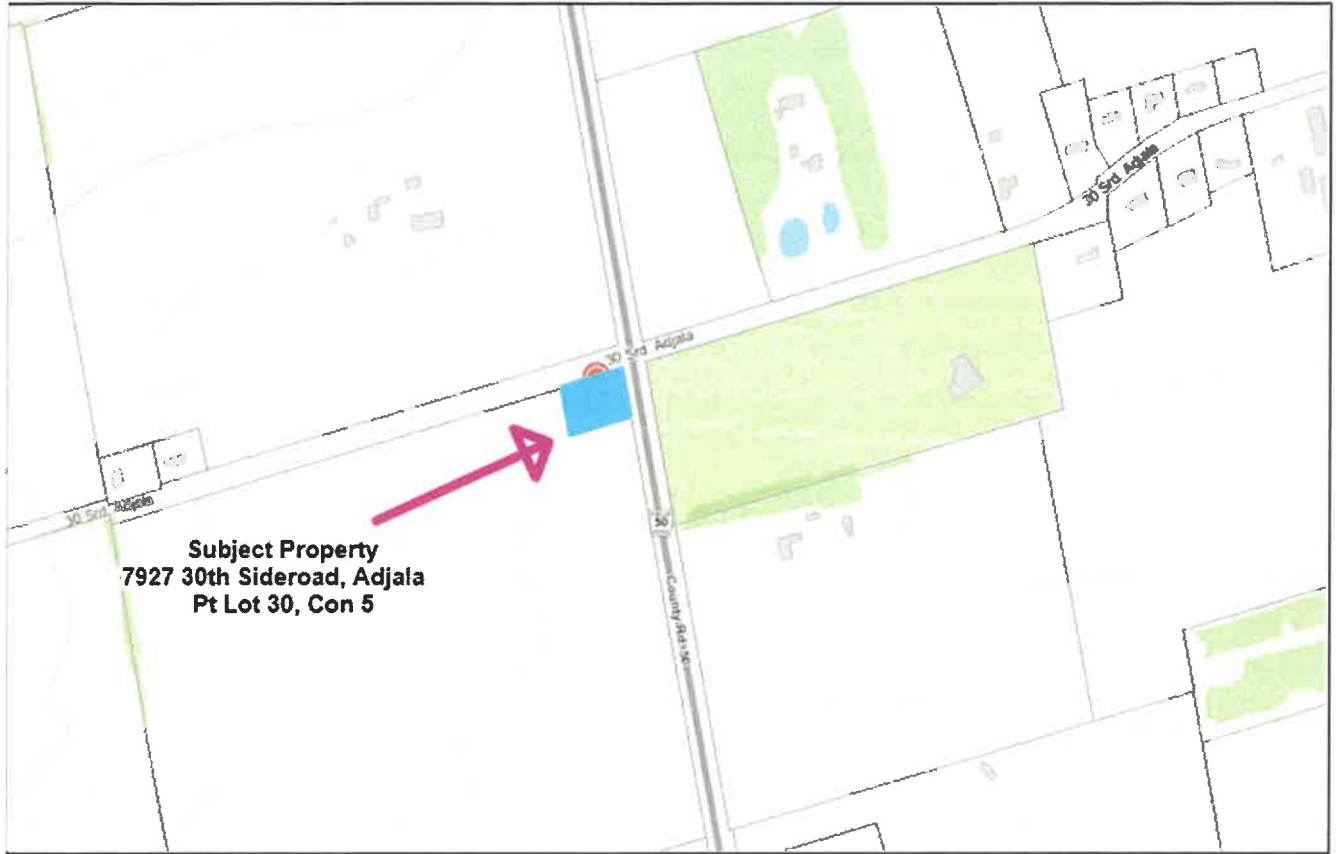 30 Srd Adjala
30 Srd Adjala
30 Srd
Subject Property
7927 30th Sideroad, Adjala
Pt Lot 30, Con 5
50
County Rd 50